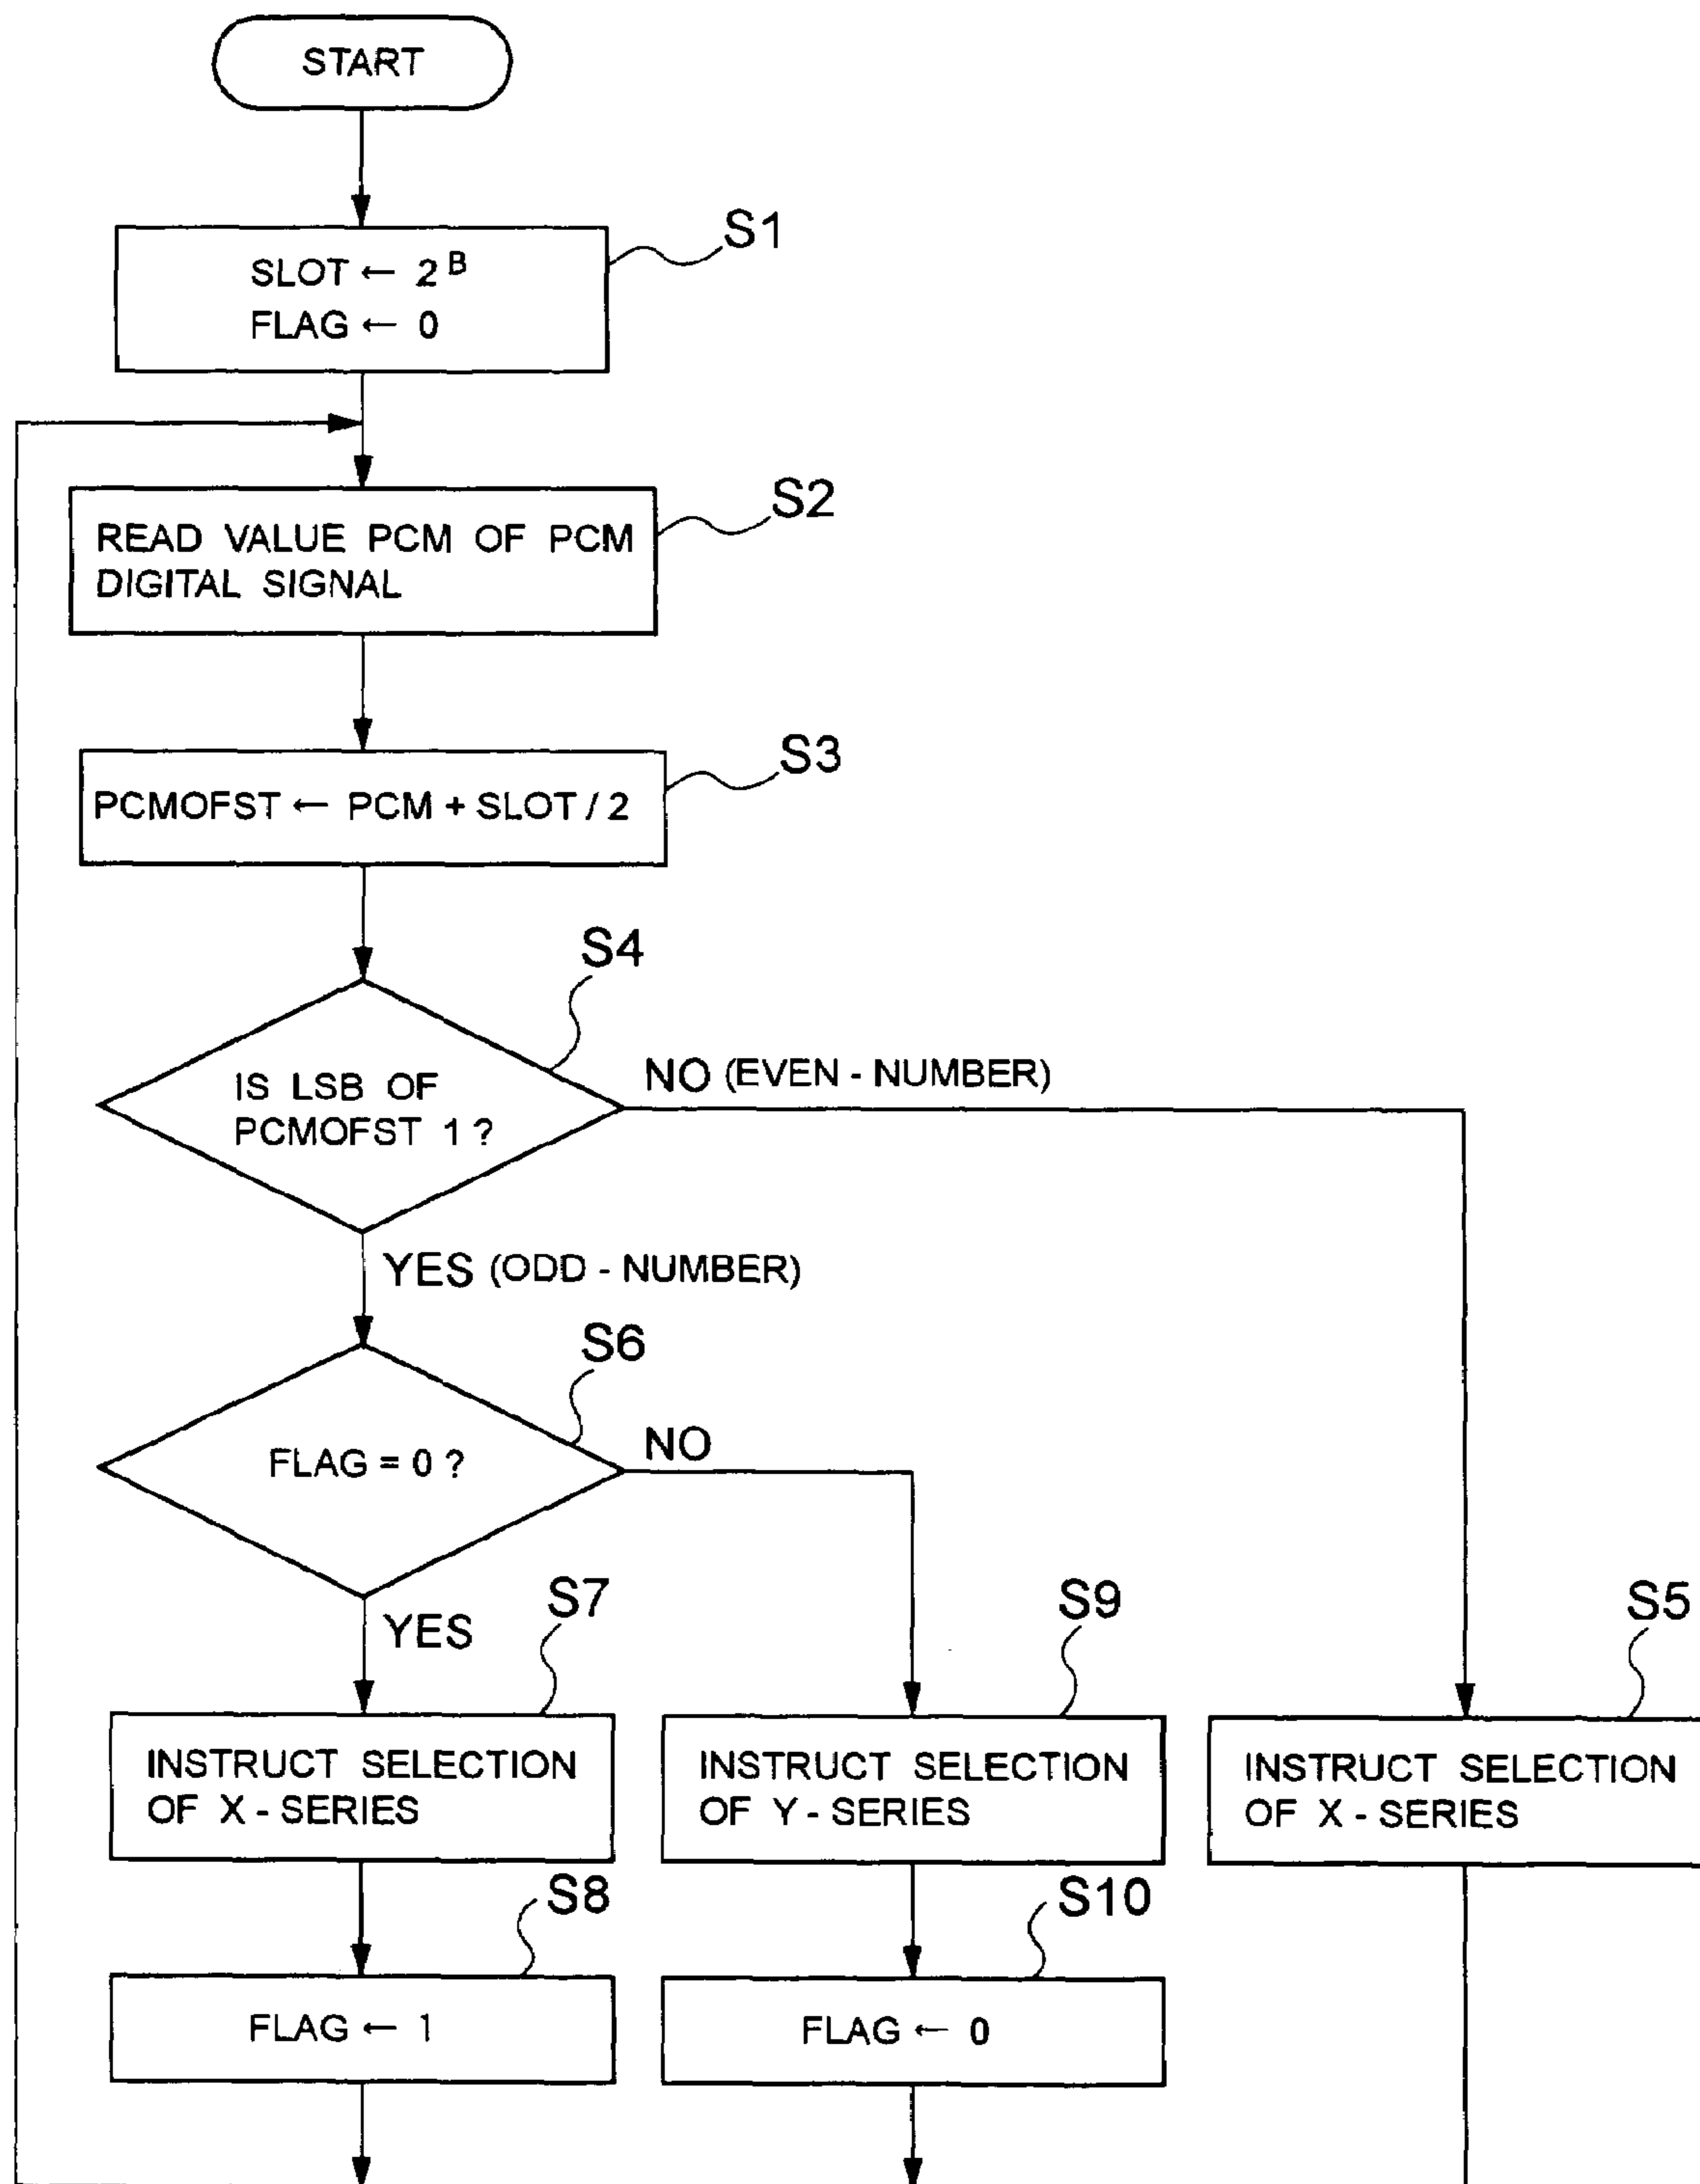 START
S1
SLOT ← 2^B
FLAG ← 0
S2
READ VALUE PCM OF PCM
DIGITAL SIGNAL
S3
PCMOFST ← PCM + SLOT / 2
S4
IS LSB OF
PCMOFST 1 ?
NO (EVEN - NUMBER)
YES (ODD - NUMBER)
S6
FLAG = 0 ?
NO
YES
S7
INSTRUCT SELECTION
OF X - SERIES
S9
INSTRUCT SELECTION
OF Y - SERIES
S5
INSTRUCT SELECTION
OF X - SERIES
S8
FLAG ← 1
S10
FLAG ← 0